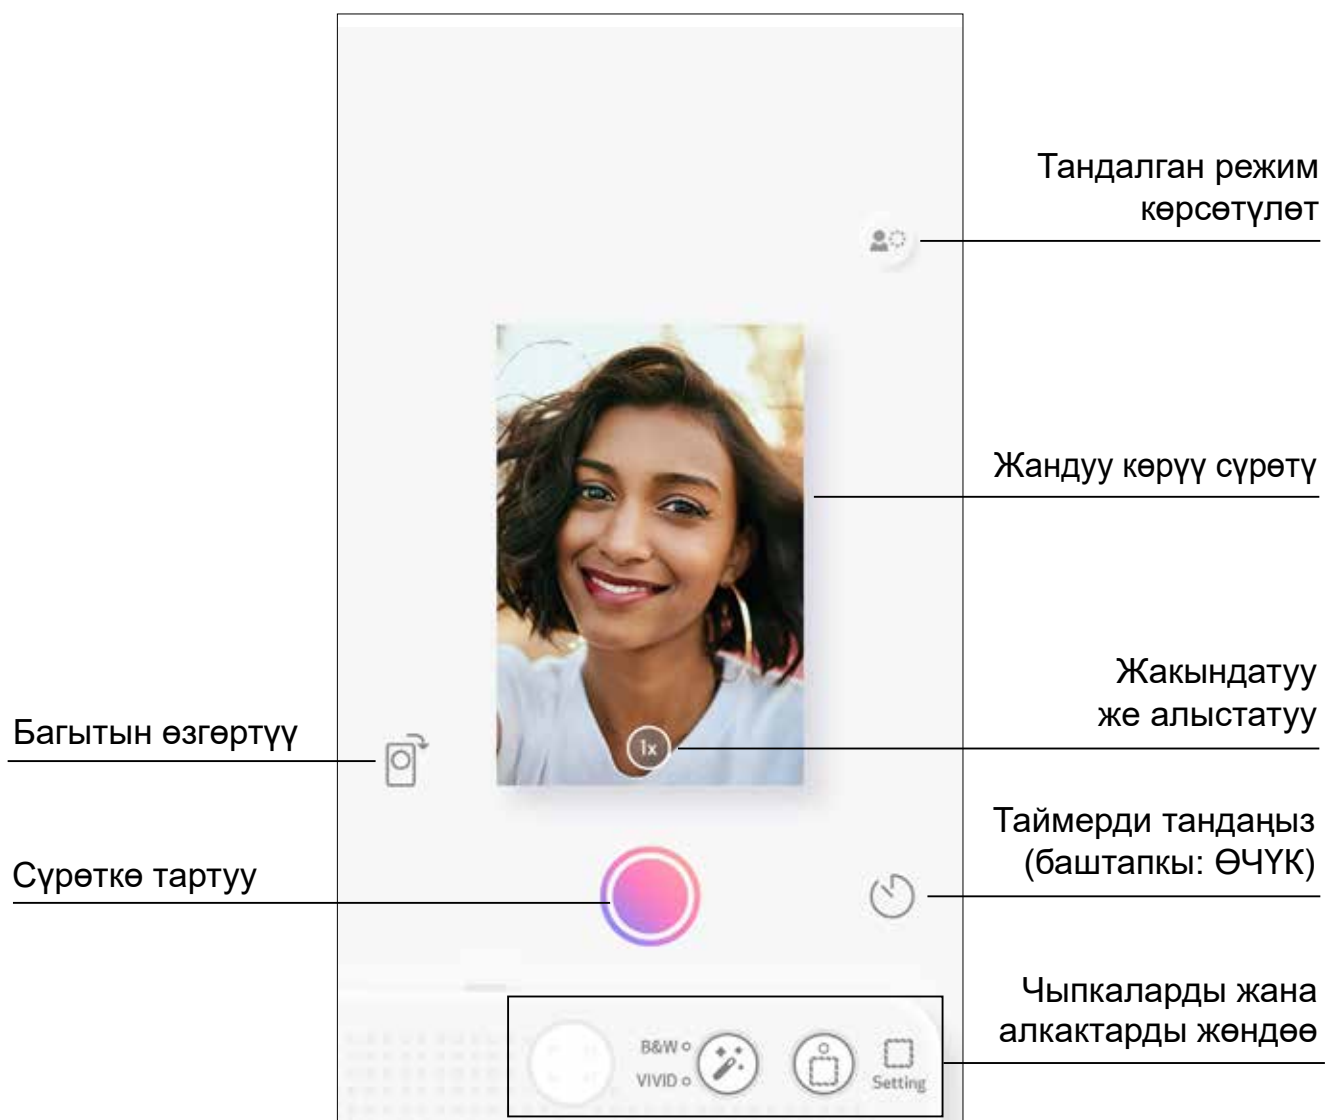 Тандалган режим
көрсөтүлөт
Жандуу көрүү сүрөтү
Жакындатуу
же алыстатуу
Багытын өзгөртүү
1x
Таймерди тандаңыз
(баштапкы: ӨЧҮК)
Сүрөткө тартуу
Чыпкаларды жана
алкактарды жөндөө
B&W
VIVID
Setting